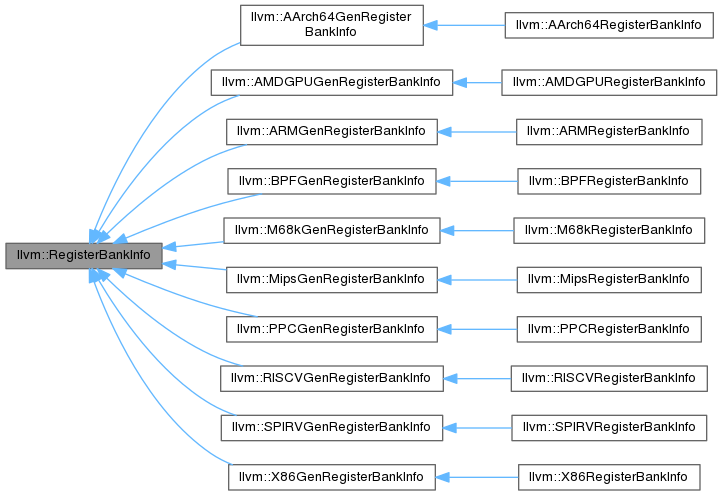 llvm::AArch64GenRegister
BankInfo
llvm::AArch64RegisterBankInfo
llvm::AMDGPUGenRegisterBankInfo
llvm::AMDGPURegisterBankInfo
llvm::ARMGenRegisterBankInfo
llvm::ARMRegisterBankInfo
llvm::BPFGenRegisterBankInfo
llvm::BPFRegisterBankInfo
llvm::M68kGenRegisterBankInfo
llvm::M68kRegisterBankInfo
llvm::RegisterBankInfo
llvm::MipsGenRegisterBankInfo
llvm::MipsRegisterBankInfo
llvm::PPCGenRegisterBankInfo
llvm::PPCRegisterBankInfo
llvm::RISCVGenRegisterBankInfo
llvm::RISCVRegisterBankInfo
llvm::SPIRVGenRegisterBankInfo
llvm::SPIRVRegisterBankInfo
llvm::X86GenRegisterBankInfo
llvm::X86RegisterBankInfo